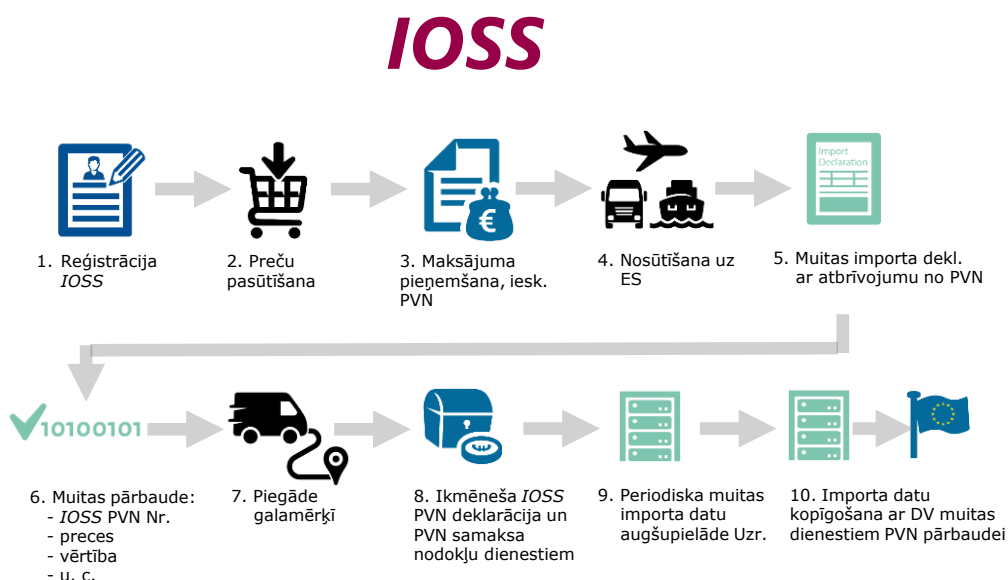 IOSS
Import
Declaration
1. Reģistrācija
IOSS
2. Preču
pasūtīšana
3. Maksājuma
pieņemšana, iesk.
PVN
4. Nosūtīšana uz
ES
5. Muitas importa dekl.
ar atbrīvojumu no PVN
10100101
6. Muitas pārbaude:
- IOSS PVN Nr.
- preces
- vērtība
- u. c.
7. Piegāde
galamērķī
8. Ikmēneša IOSS
PVN deklarācija un
PVN samaksa
nodokļu dienestiem
9. Periodiska muitas
importa datu
augšupielāde Uzr.
10. Importa datu
kopīgošana ar DV muitas
dienestiem PVN pārbaudei